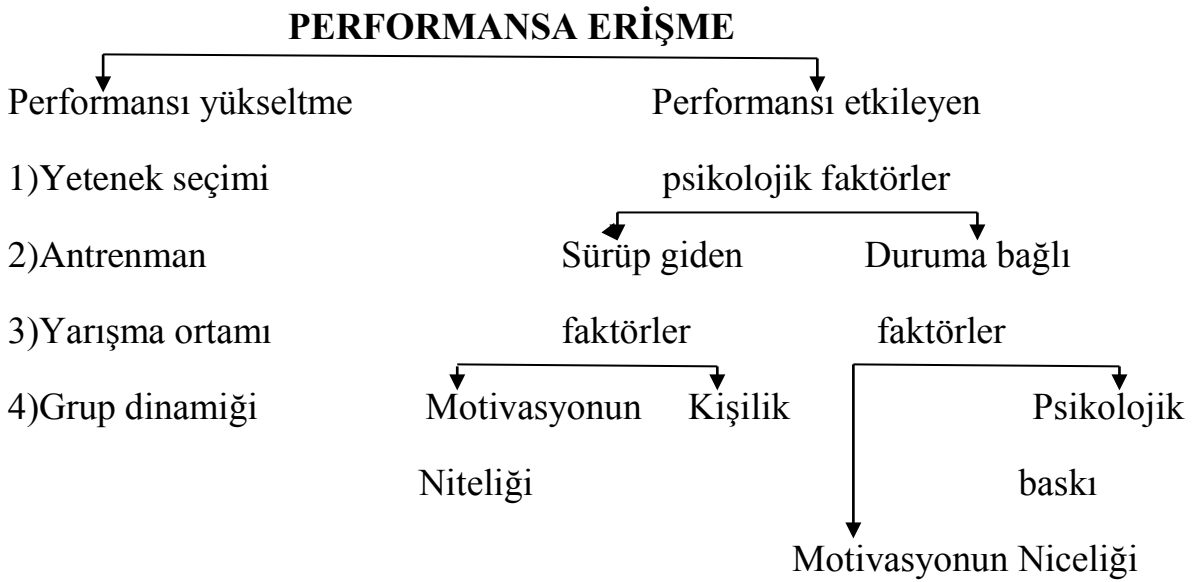 PERFORMANSA ERİŞME
Performansı yükseltme Performansı etkileyen
1)Yetenek seçimi psikolojik faktörler
2)Antrenman Sürüp giden Duruma bağlı
3)Yarışma ortamı faktörler faktörler
4)Grup dinamiği Motivasyonun Kişilik Psikolojik
Niteliği baskı
Motivasyonun Niceliği